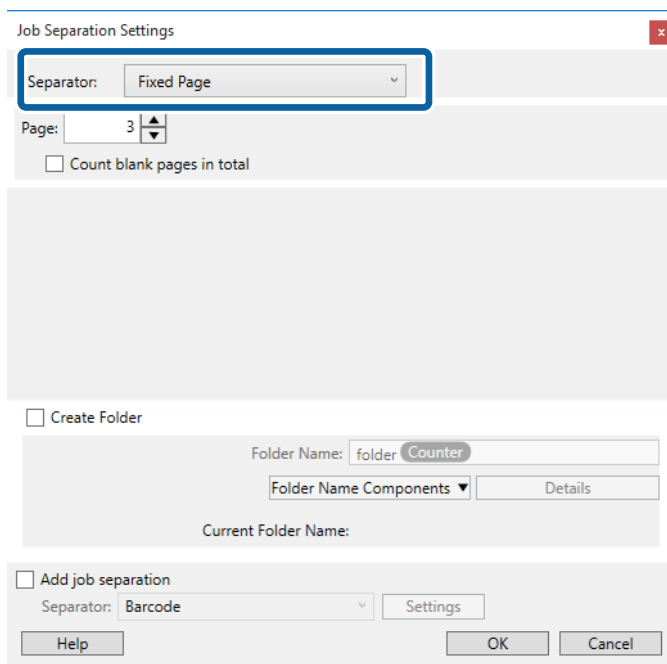 Job Separation Settings
x
Separator: Fixed Page
Page: 3
Count blank pages in total
Create Folder
Folder Name: folder Counter
Folder Name Components ▼ Details
Current Folder Name:
Add job separation
Separator: Barcode Settings
Help OK Cancel